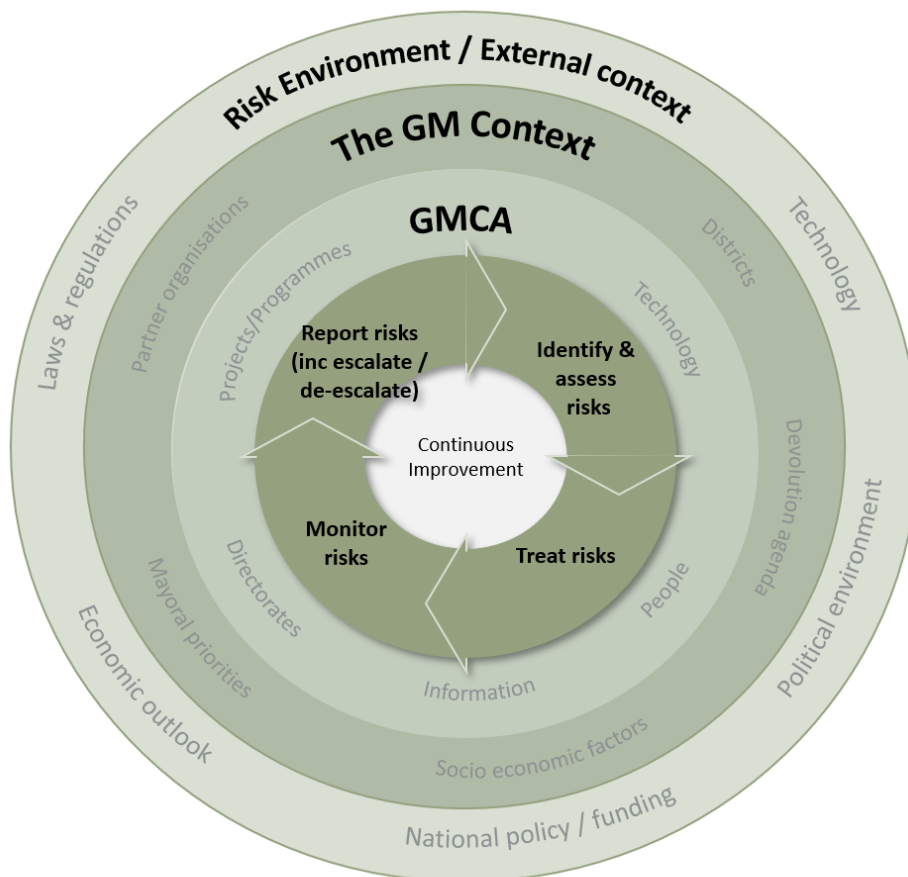 Risk Environment / External context
The GM Context
GMCA
Laws & regulations
Technology
Partner organisations
Districts
Projects/Programmes
Technology
Report risks
(inc escalate /
de-escalate)
Identify &
assess
risks
Continuous
Improvement
Monitor
risks
Treat risks
Devolution agenda
Political environment
Directorates
People
Mayoral priorities
Economic outlook
Information
Socio economic factors
National policy / funding